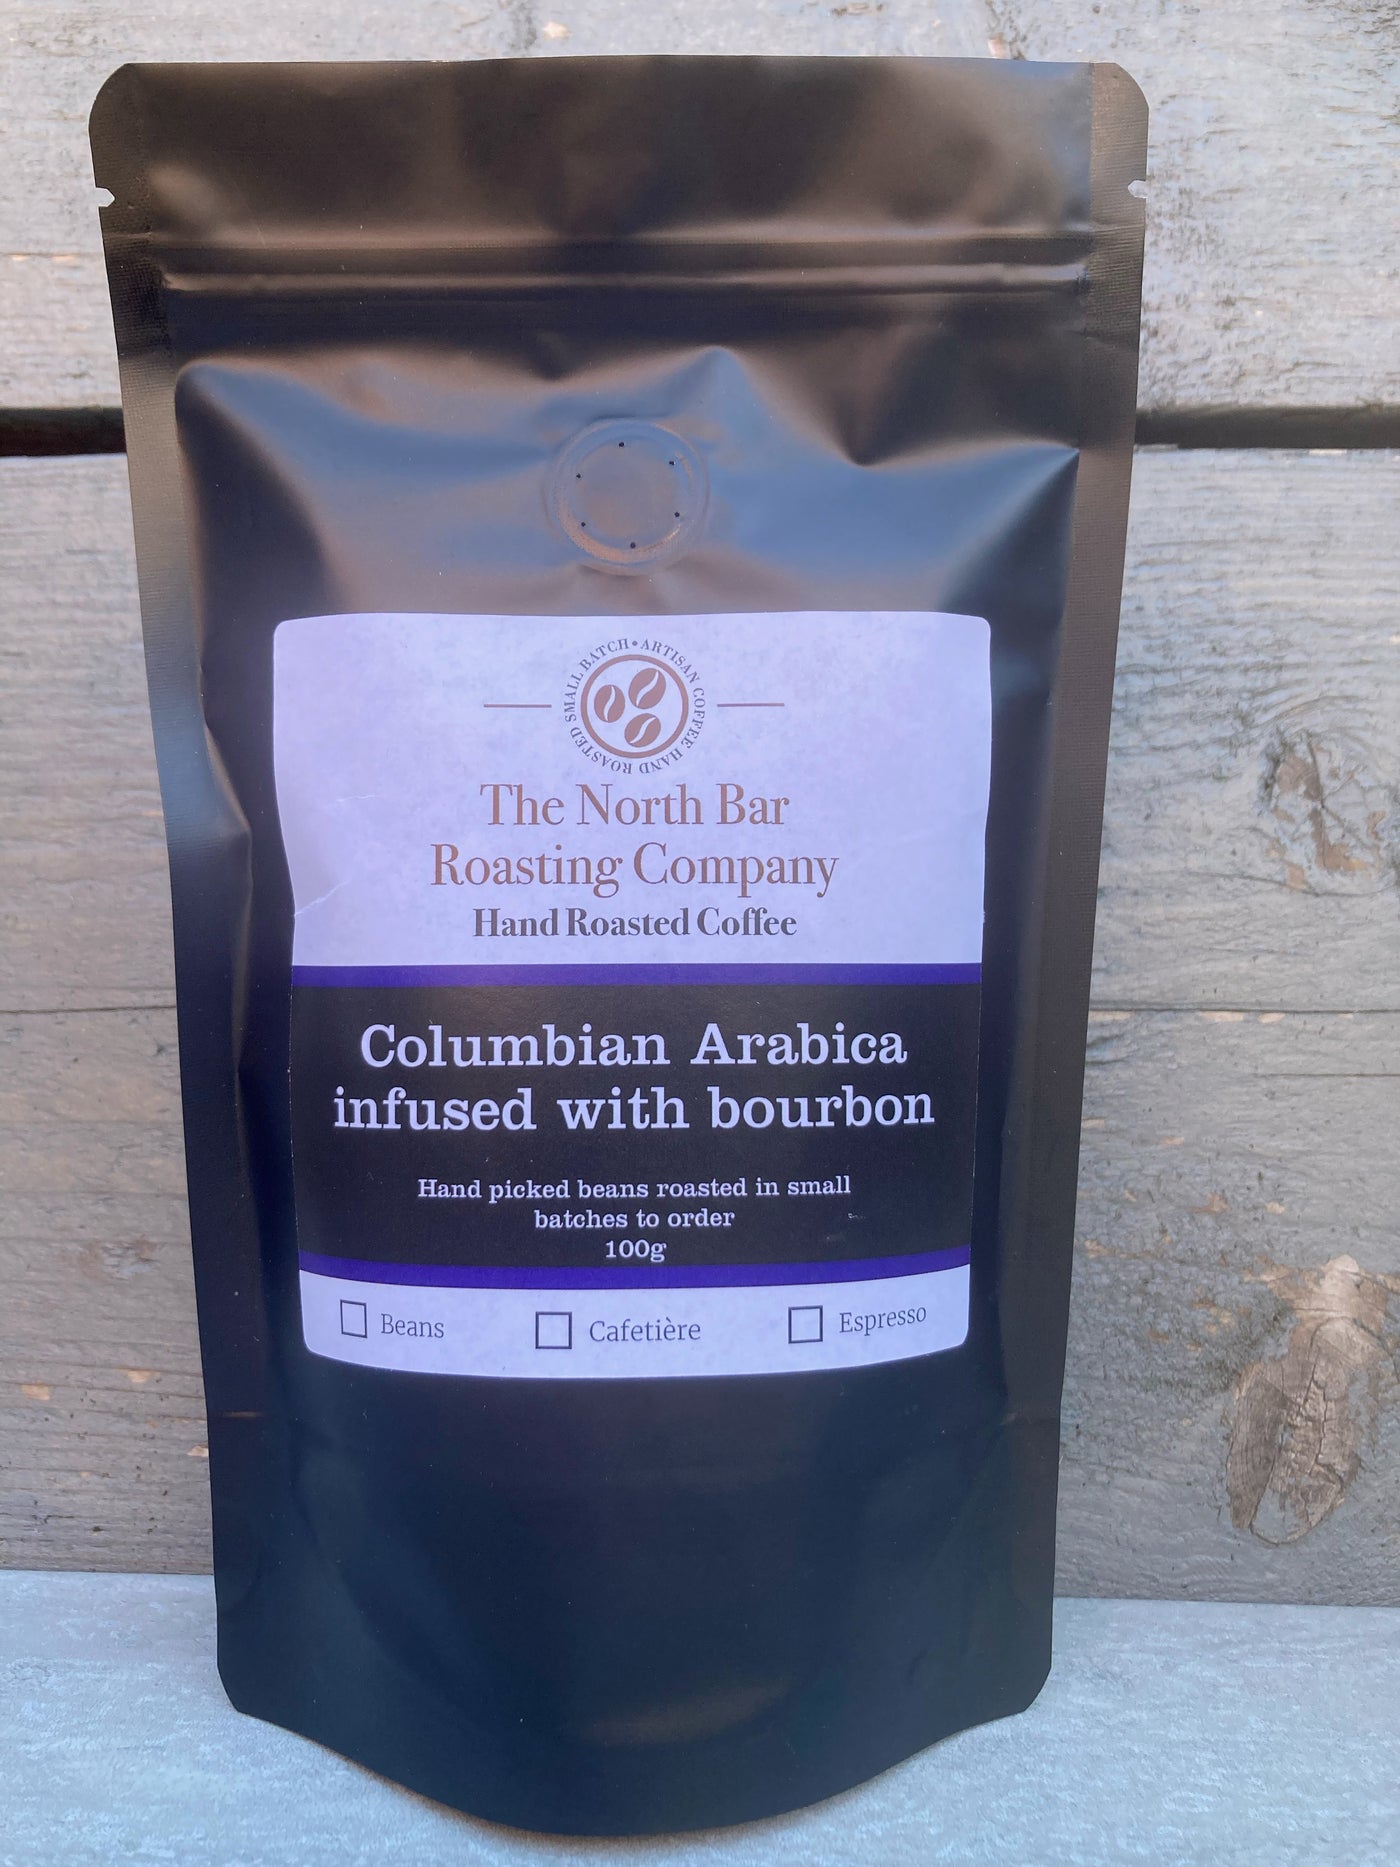 SMALL BATCH • ARTISAN COFFEE HAND ROASTED
The North Bar
Roasting Company
Hand Roasted Coffee
Columbian Arabica
infused with bourbon
Hand picked beans roasted in small
batches to order
100g
Beans Cafetière Espresso